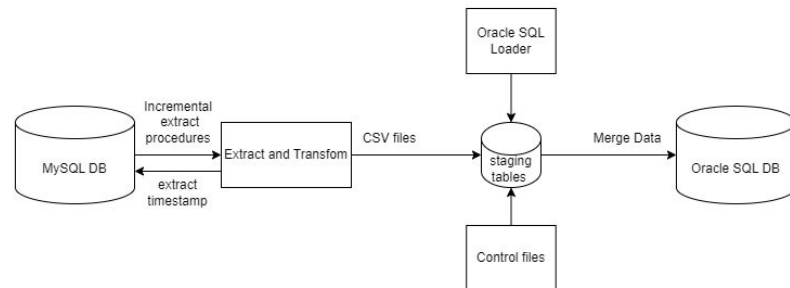 Oracle SQL
Loader
Incremental
extract
procedures
MySQL DB
extract
timestamp
Extract and Transfom
CSV files
staging
tables
Merge Data
Oracle SQL DB
Control files